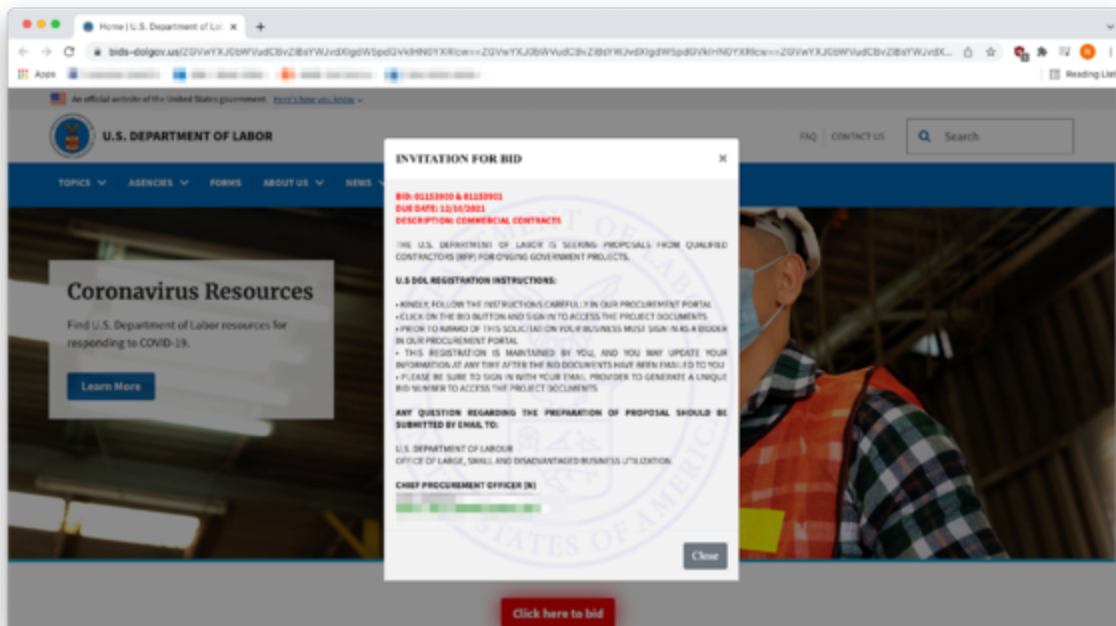 Home | U.S. Department of Lab
Apps
Reading List
An official website of the United States government. Here's how you know
U.S. DEPARTMENT OF LABOR
FAQ CONTACT US Search
TOPICS AGENCIES FORMS ABOUT US NEWS
Coronavirus Resources
Find U.S. Department of Labor resources for
responding to COVID-19.
Learn More
INVITATION FOR BID
BID: 01153900 & 01153901
DUE DATE: 12/10/2021
DESCRIPTION: COMMERCIAL CONTRACTS
THE U.S. DEPARTMENT OF LABOR IS SEEKING PROPOSALS FROM QUALIFIED
CONTRACTORS (RFP) FOR ONGING GOVERNMENT PROJECTS.
U.S DOL REGISTRATION INSTRUCTIONS:
• KINDLY, FOLLOW THE INSTRUCTIONS CAREFULLY IN OUR PROCUREMENT PORTAL
• CLICK ON THE BID BUTTON AND SIGN IN TO ACCESS THE PROJECT DOCUMENTS
• PRIOR TO AWARD OF THIS SOLICITATION YOUR BUSINESS MUST SIGN IN AS A BIDDER
IN OUR PROCUREMENT PORTAL
• THIS REGISTRATION IS MAINTAINED BY YOU, AND YOU MAY UPDATE YOUR
INFORMATION AT ANY TIME AFTER THE BID DOCUMENTS HAVE BEEN EMAILED TO YOU
• PLEASE BE SURE TO SIGN IN WITH YOUR EMAIL PROVIDER TO GENERATE A UNIQUE
BID NUMBER TO ACCESS THE PROJECT DOCUMENTS
ANY QUESTION REGARDING THE PREPARATION OF PROPOSAL SHOULD BE
SUBMITTED BY EMAIL TO:
U.S. DEPARTMENT OF LABOUR
OFFICE OF LARGE, SMALL AND DISADVANTAGED BUSINESS UTILIZATION.
CHIEF PROCUREMENT OFFICER (N)
Close
Click here to bid